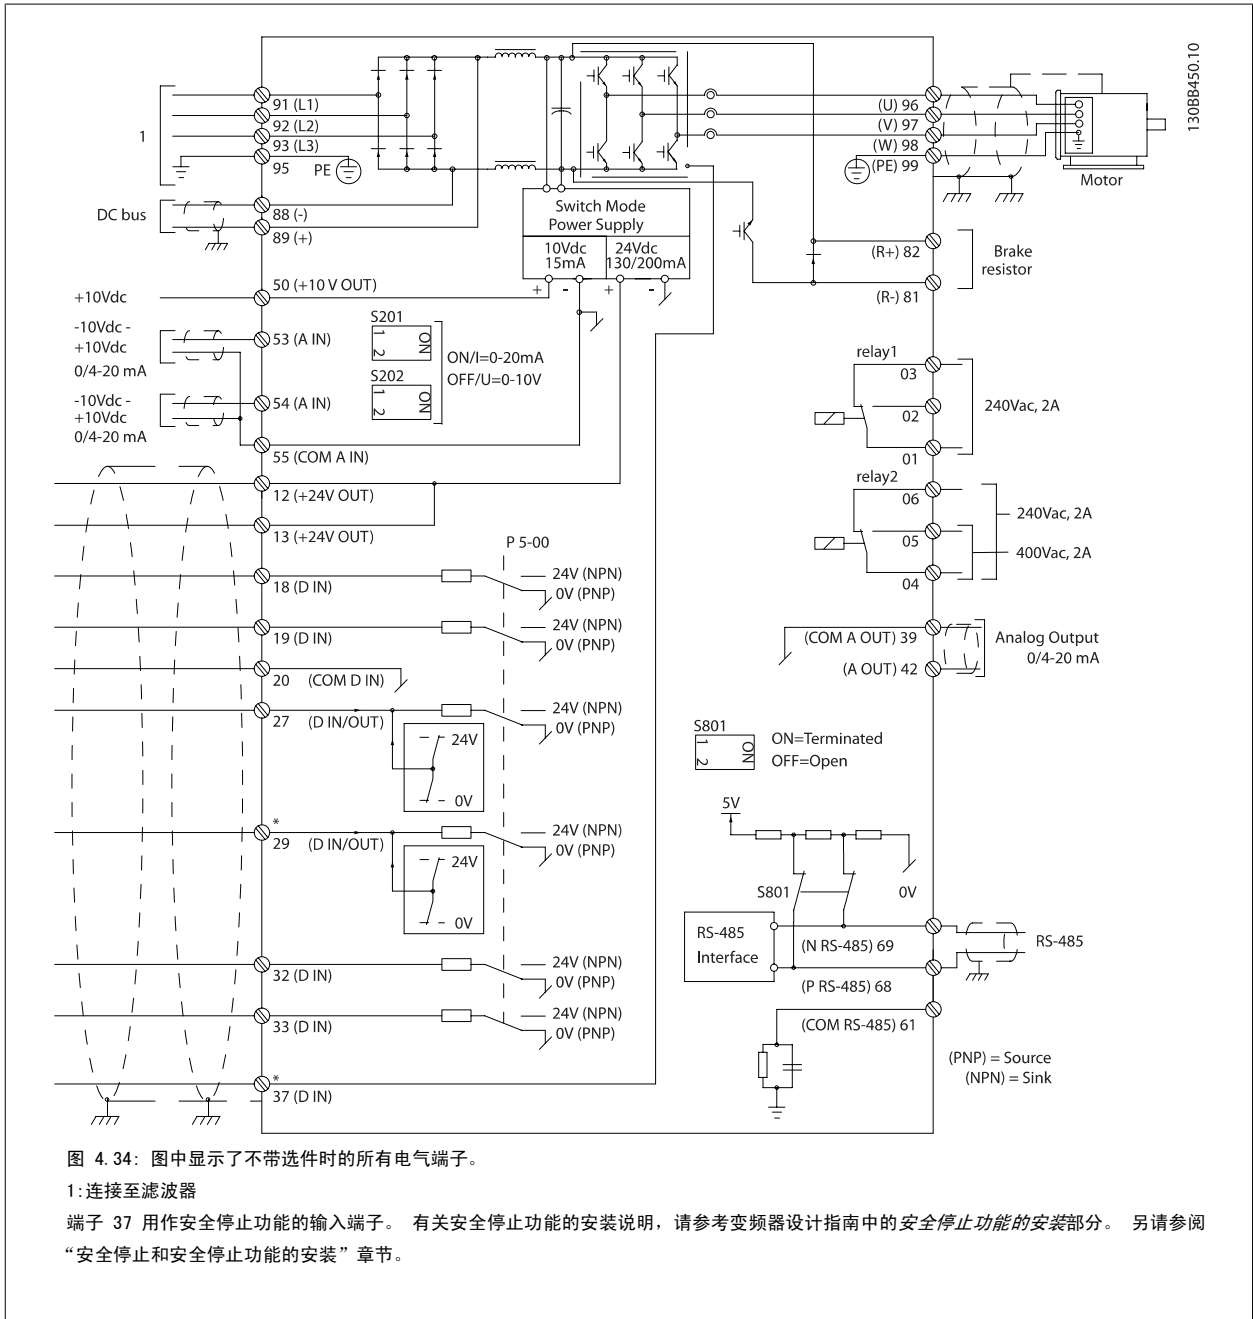 130BB450.10
1
91 (L1)
92 (L2)
93 (L3)
95
PE
DC bus
88 (-)
89 (+)
Switch Mode
Power Supply
10Vdc
15mA
24Vdc
130/200mA
+
-
+
-
(U) 96
(V) 97
(W) 98
(PE) 99
Motor
(R+) 82
(R-) 81
Brake
resistor
+10Vdc
50 (+10 V OUT)
-10Vdc -
+10Vdc
0/4-20 mA
53 (A IN)
-10Vdc -
+10Vdc
0/4-20 mA
54 (A IN)
55 (COM A IN)
S201
1
2
ON
S202
1
2
ON
ON/I=0-20mA
OFF/U=0-10V
relay1
03
02
01
240Vac, 2A
relay2
06
05
04
240Vac, 2A
400Vac, 2A
12 (+24V OUT)
13 (+24V OUT)
P 5-00
18 (D IN)
24V (NPN)
0V (PNP)
19 (D IN)
24V (NPN)
0V (PNP)
20 (COM D IN)
27 (D IN/OUT)
24V (NPN)
0V (PNP)
24V
0V
*
29 (D IN/OUT)
24V (NPN)
0V (PNP)
24V
0V
32 (D IN)
24V (NPN)
0V (PNP)
33 (D IN)
24V (NPN)
0V (PNP)
*
37 (D IN)
(COM A OUT) 39
(A OUT) 42
Analog Output
0/4-20 mA
S801
1
2
ON
ON=Terminated
OFF=Open
5V
S801
0V
RS-485
Interface
(N RS-485) 69
(P RS-485) 68
(COM RS-485) 61
RS-485
(PNP) = Source
(NPN) = Sink
图 4.34: 图中显示了不带选件时的所有电气端子。
1:连接至滤波器
端子 37 用作安全停止功能的输入端子。 有关安全停止功能的安装说明，请参考变频器设计指南中的安全停止功能的安装部分。 另请参阅
“安全停止和安全停止功能的安装”章节。